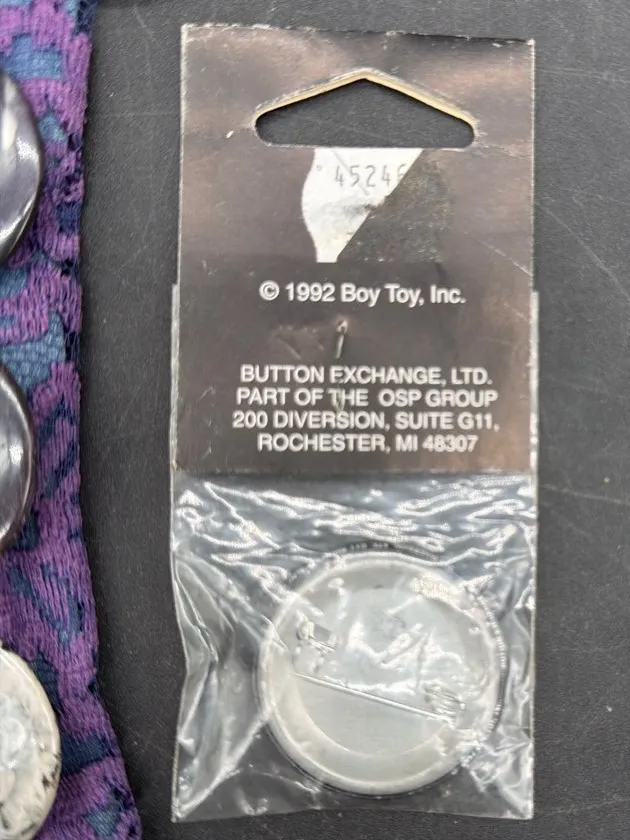 45246
© 1992 Boy Toy, Inc.
BUTTON EXCHANGE, LTD.
PART OF THE OSP GROUP
200 DIVERSION, SUITE G11,
ROCHESTER, MI 48307